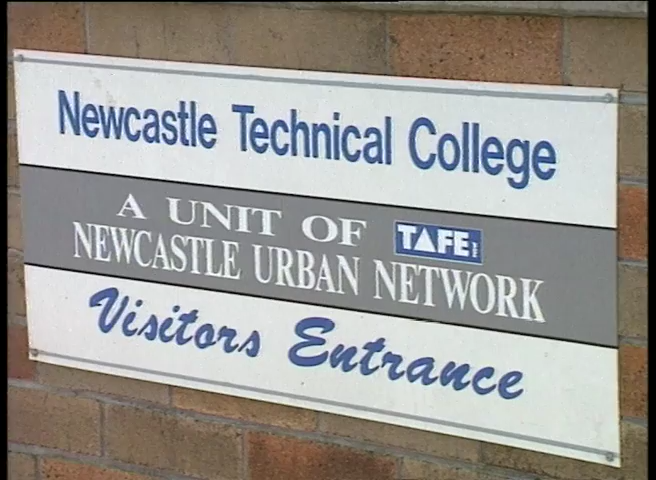 Newcastle Technical College
A UNIT OF TAFE
NEWCASTLE URBAN NETWORK
Visitors Entrance